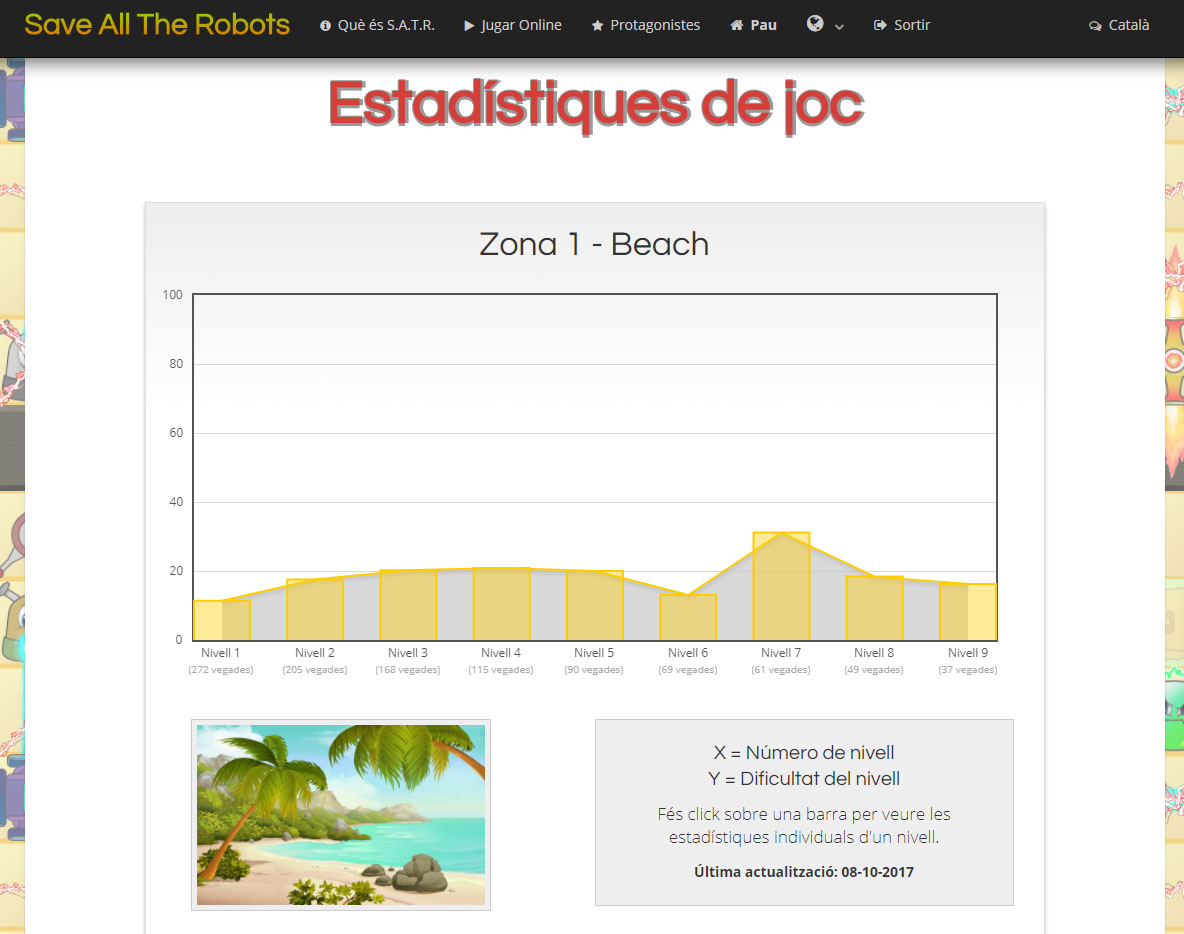 Save All The Robots
Què és S.A.T.R.
Jugar Online
Protagonistes
Pau
Sortir
Català
Estadístiques de joc
Zona 1 - Beach
100
80
60
40
20
0
Nivell 1 Nivell 2 Nivell 3 Nivell 4 Nivell 5 Nivell 6 Nivell 7 Nivell 8 Nivell 9
(272 vegades) (205 vegades) (168 vegades) (115 vegades) (90 vegades) (69 vegades) (61 vegades) (49 vegades) (37 vegades)
X = Número de nivell
Y = Dificultat del nivell
Fés click sobre una barra per veure les
estadístiques individals d'un nivell.
Última actualització: 08-10-2017